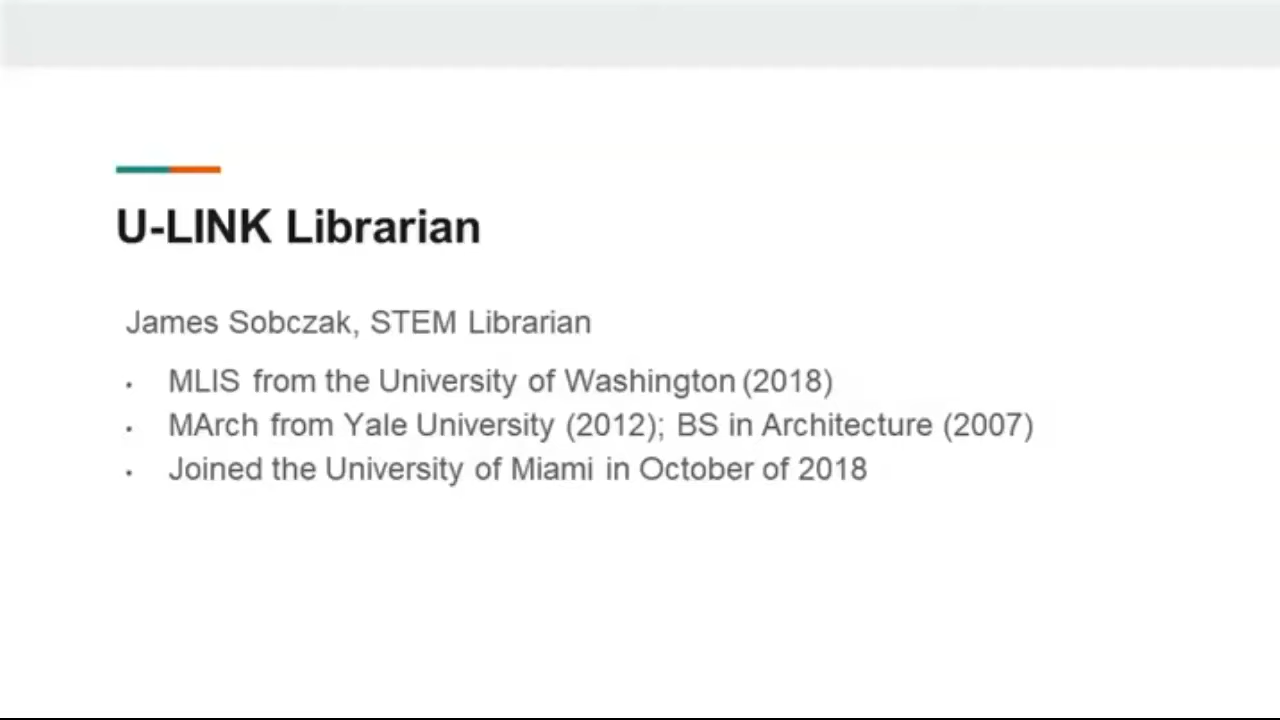 U-LINK Librarian
James Sobczak, STEM Librarian
• MLIS from the University of Washington (2018)
• MArch from Yale University (2012); BS in Architecture (2007)
• Joined the University of Miami in October of 2018